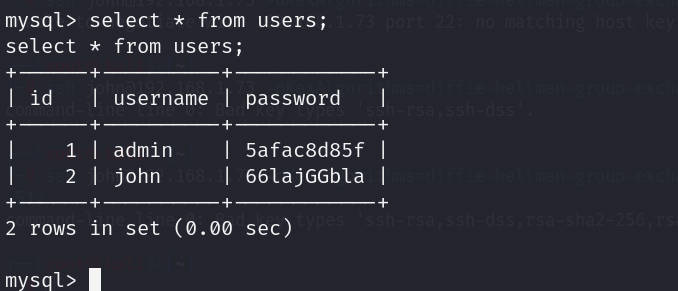 mysql> select * from users;
select * from users;
+------+----------+------------+
| id | username | password |
+------+----------+------------+
| 1 | admin | 5afac8d85f |
| 2 | john | 66lajGGbla |
+------+----------+------------+
2 rows in set (0.00 sec)
mysql>